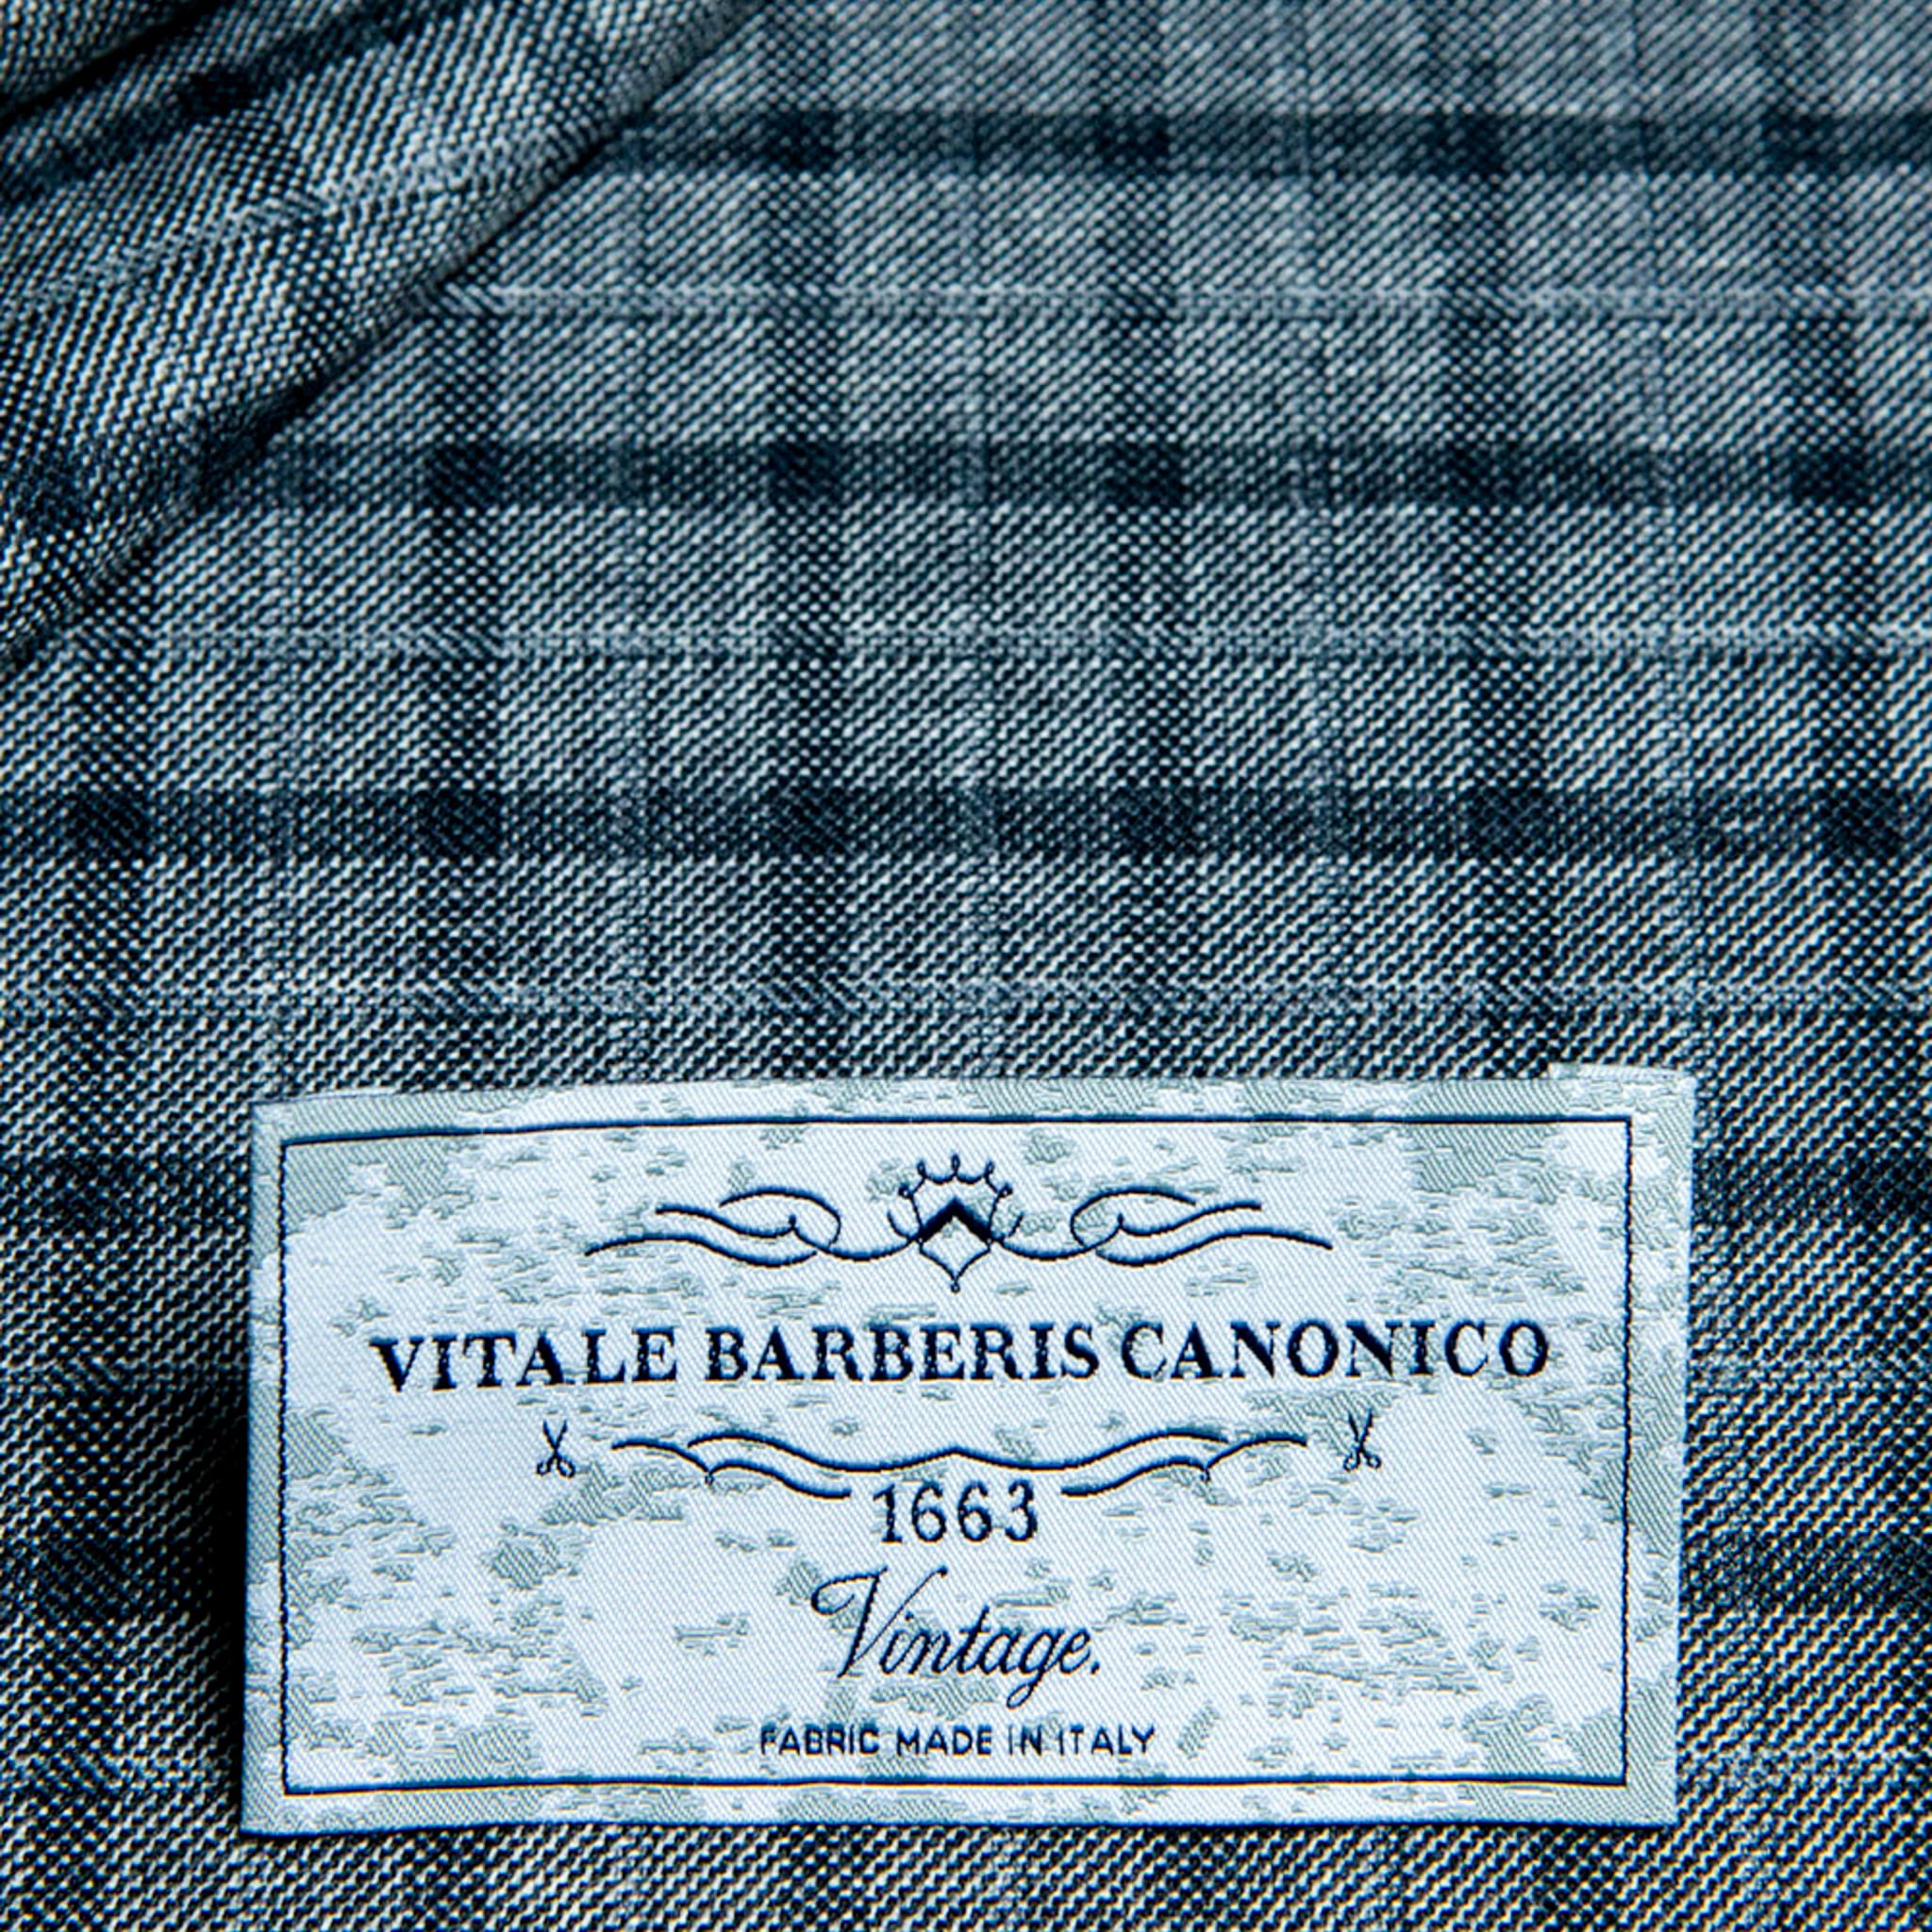 VITALE BARBERIS CANONICO
1663
Vintage.
FABRIC MADE IN ITALY